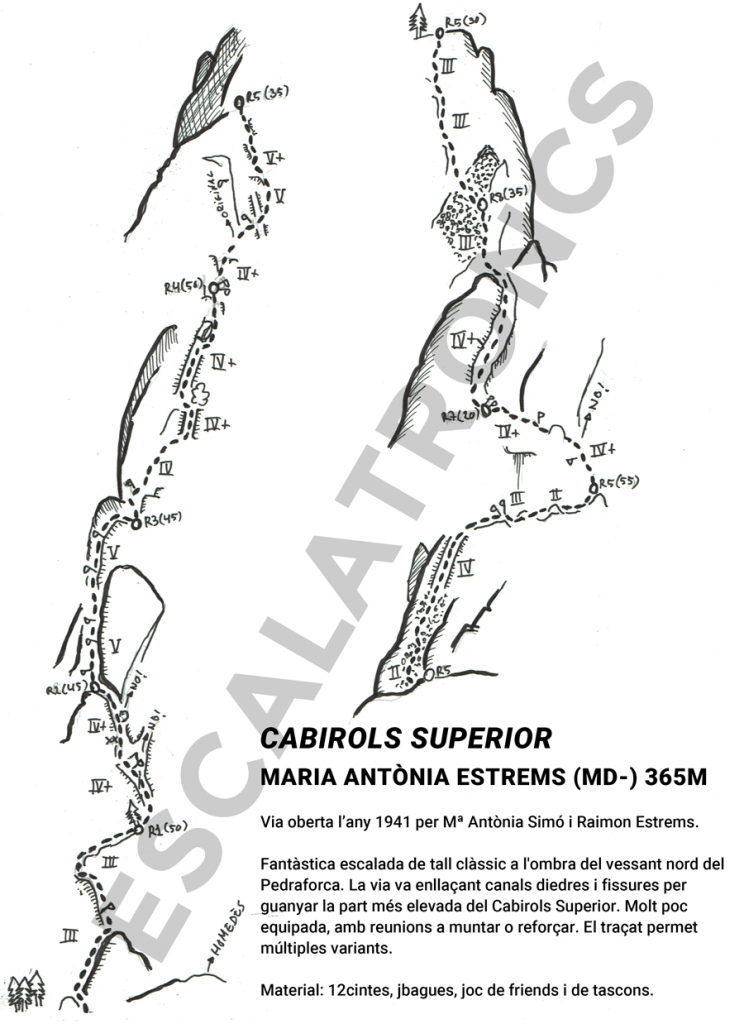 R5(35)
V+
V
ORIGINAL
IV+
R4(50)
IV+
IV+
IV
R3(45)
V
V
R2(45)
NO!
IV+
NO!
IV+
R1(50)
III
III
HOMEDES
R5(30)
III
III
R8(35)
III
IV+
R7(20)
P
NO!
IV+
IV+
R5(55)
III
II
IV
II
R5
ESCALATRONICS
CABIROLS SUPERIOR
MARIA ANTÒNIA ESTREMS (MD-) 365M
Via oberta l'any 1941 per Mª Antònia Simó i Raimon Estrems.
Fantàstica escalada de tall clàssic a l'ombra del vessant nord del
Pedraforca. La via va enllaçant canals diedres i fissures per
guanyar la part més elevada del Cabirols Superior. Molt poc
equipada, amb reunions a muntar o reforçar. El traçat permet
múltiples variants.
Material: 12cintes, jbagues, joc de friends i de tascons.